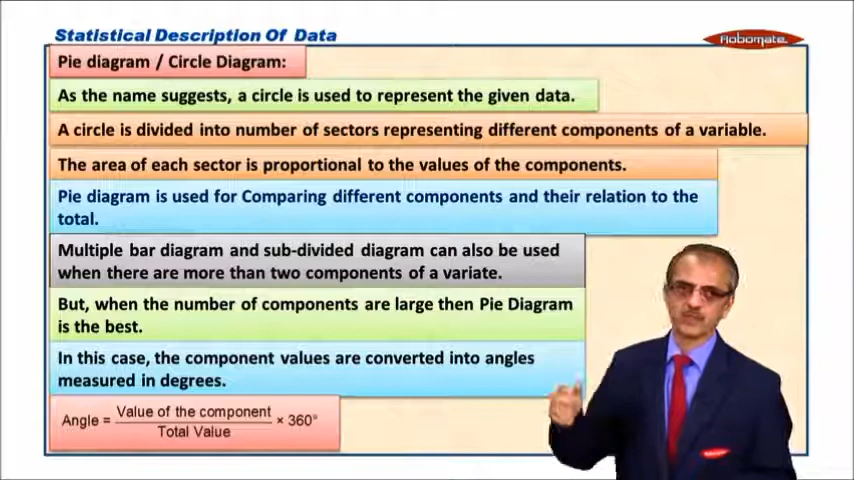 Statistical Description Of Data
Robomate
Pie diagram / Circle Diagram:
As the name suggests, a circle is used to represent the given data.
A circle is divided into number of sectors representing different components of a variable.
The area of each sector is proportional to the values of the components.
Pie diagram is used for Comparing different components and their relation to the
total.
Multiple bar diagram and sub-divided diagram can also be used
when there are more than two components of a variate.
But, when the number of components are large then Pie Diagram
is the best.
In this case, the component values are converted into angles
measured in degrees.
Angle = Value of the component / Total Value × 360°